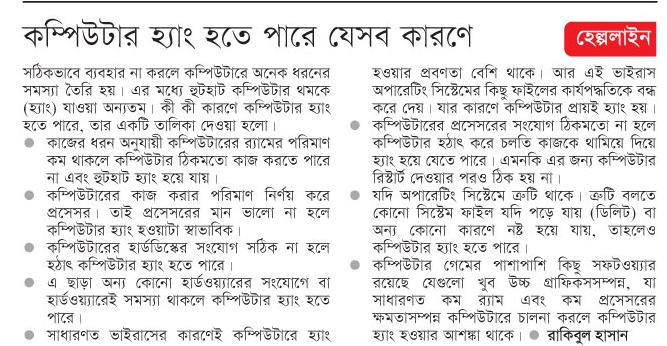 কম্পিউটার হ্যাং হতে পারে যেসব কারণে
হেল্পলাইন
সঠিকভাবে ব্যবহার না করলে কম্পিউটারে অনেক ধরনের
সমস্যা তৈরি হয়। এর মধ্যে হুটহাট কম্পিউটার থমকে
(হ্যাং) যাওয়া অন্যতম। কী কী কারণে কম্পিউটার হ্যাং
হতে পারে, তার একটি তালিকা দেওয়া হলো।
● কাজের ধরন অনুযায়ী কম্পিউটারের র‌্যামের পরিমাণ
কম থাকলে কম্পিউটার ঠিকমতো কাজ করতে পারে
না এবং হুটহাট হ্যাং হয়ে যায়।
● কম্পিউটারের কাজ করার পরিমাণ নির্ণয় করে
প্রসেসর। তাই প্রসেসরের মান ভালো না হলে
কম্পিউটার হ্যাং হওয়াটা স্বাভাবিক।
● কম্পিউটারের হার্ডডিস্কের সংযোগ সঠিক না হলে
হঠাৎ কম্পিউটার হ্যাং হতে পারে।
● এ ছাড়া অন্য কোনো হার্ডওয়্যারের সংযোগে বা
হার্ডওয়্যারেই সমস্যা থাকলে কম্পিউটার হ্যাং হতে
পারে।
● সাধারণত ভাইরাসের কারণেই কম্পিউটারে হ্যাং
হওয়ার প্রবণতা বেশি থাকে। আর এই ভাইরাস
অপারেটিং সিস্টেমের কিছু ফাইলের কার্যপদ্ধতিকে বন্ধ
করে দেয়। যার কারণে কম্পিউটার প্রায়ই হ্যাং হয়।
● কম্পিউটারের প্রসেসরের সংযোগ ঠিকমতো না হলে
কম্পিউটার হঠাৎ করে চলতি কাজকে থামিয়ে দিয়ে
হ্যাং হয়ে যেতে পারে। এমনকি এর জন্য কম্পিউটার
রিস্টার্ট দেওয়ার পরও ঠিক হয় না।
● যদি অপারেটিং সিস্টেমে ত্রুটি থাকে। ত্রুটি বলতে
কোনো সিস্টেম ফাইল যদি পড়ে যায় (ডিলিট) বা
অন্য কোনো কারণে নষ্ট হয়ে যায়, তাহলেও
কম্পিউটার হ্যাং হতে পারে।
● কম্পিউটার গেমের পাশাপাশি কিছু সফটওয়্যার
রয়েছে যেগুলো খুব উচ্চ গ্রাফিকসসম্পন্ন, যা
সাধারণত কম র‌্যাম এবং কম প্রসেসরের
ক্ষমতাসম্পন্ন কম্পিউটারে চালনা করলে কম্পিউটার
হ্যাং হওয়ার আশঙ্কা থাকে। ● রাকিবুল হাসান